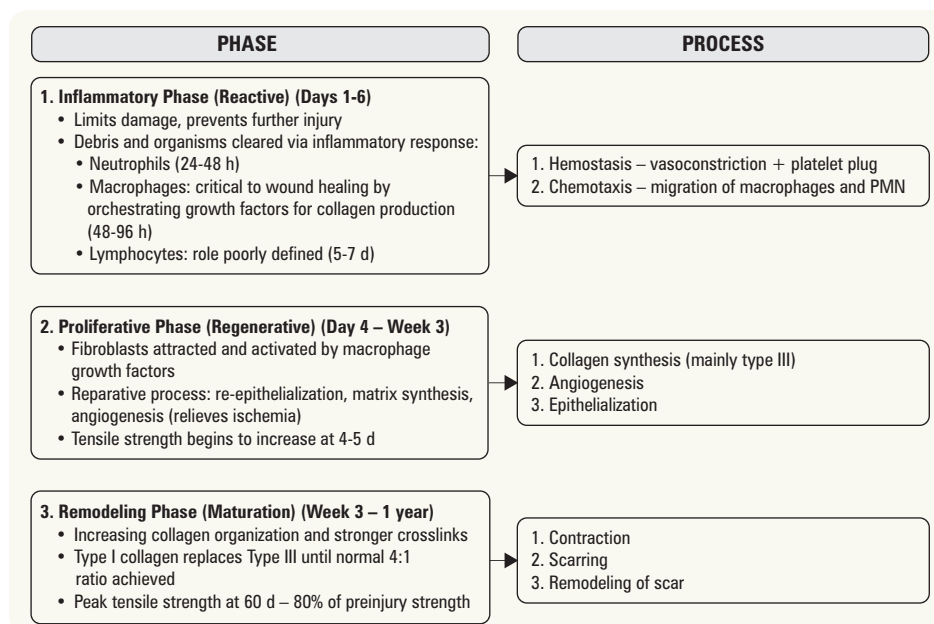 PHASE
PROCESS
1. Inflammatory Phase (Reactive) (Days 1-6)
• Limits damage, prevents further injury
• Debris and organisms cleared via inflammatory response:
• Neutrophils (24-48 h)
• Macrophages: critical to wound healing by
orchestrating growth factors for collagen production
(48-96 h)
• Lymphocytes: role poorly defined (5-7 d)
1. Hemostasis – vasoconstriction + platelet plug
2. Chemotaxis – migration of macrophages and PMN
2. Proliferative Phase (Regenerative) (Day 4 – Week 3)
• Fibroblasts attracted and activated by macrophage
growth factors
• Reparative process: re-epithelialization, matrix synthesis,
angiogenesis (relieves ischemia)
• Tensile strength begins to increase at 4-5 d
1. Collagen synthesis (mainly type III)
2. Angiogenesis
3. Epithelialization
3. Remodeling Phase (Maturation) (Week 3 – 1 year)
• Increasing collagen organization and stronger crosslinks
• Type I collagen replaces Type III until normal 4:1
ratio achieved
• Peak tensile strength at 60 d – 80% of preinjury strength
1. Contraction
2. Scarring
3. Remodeling of scar